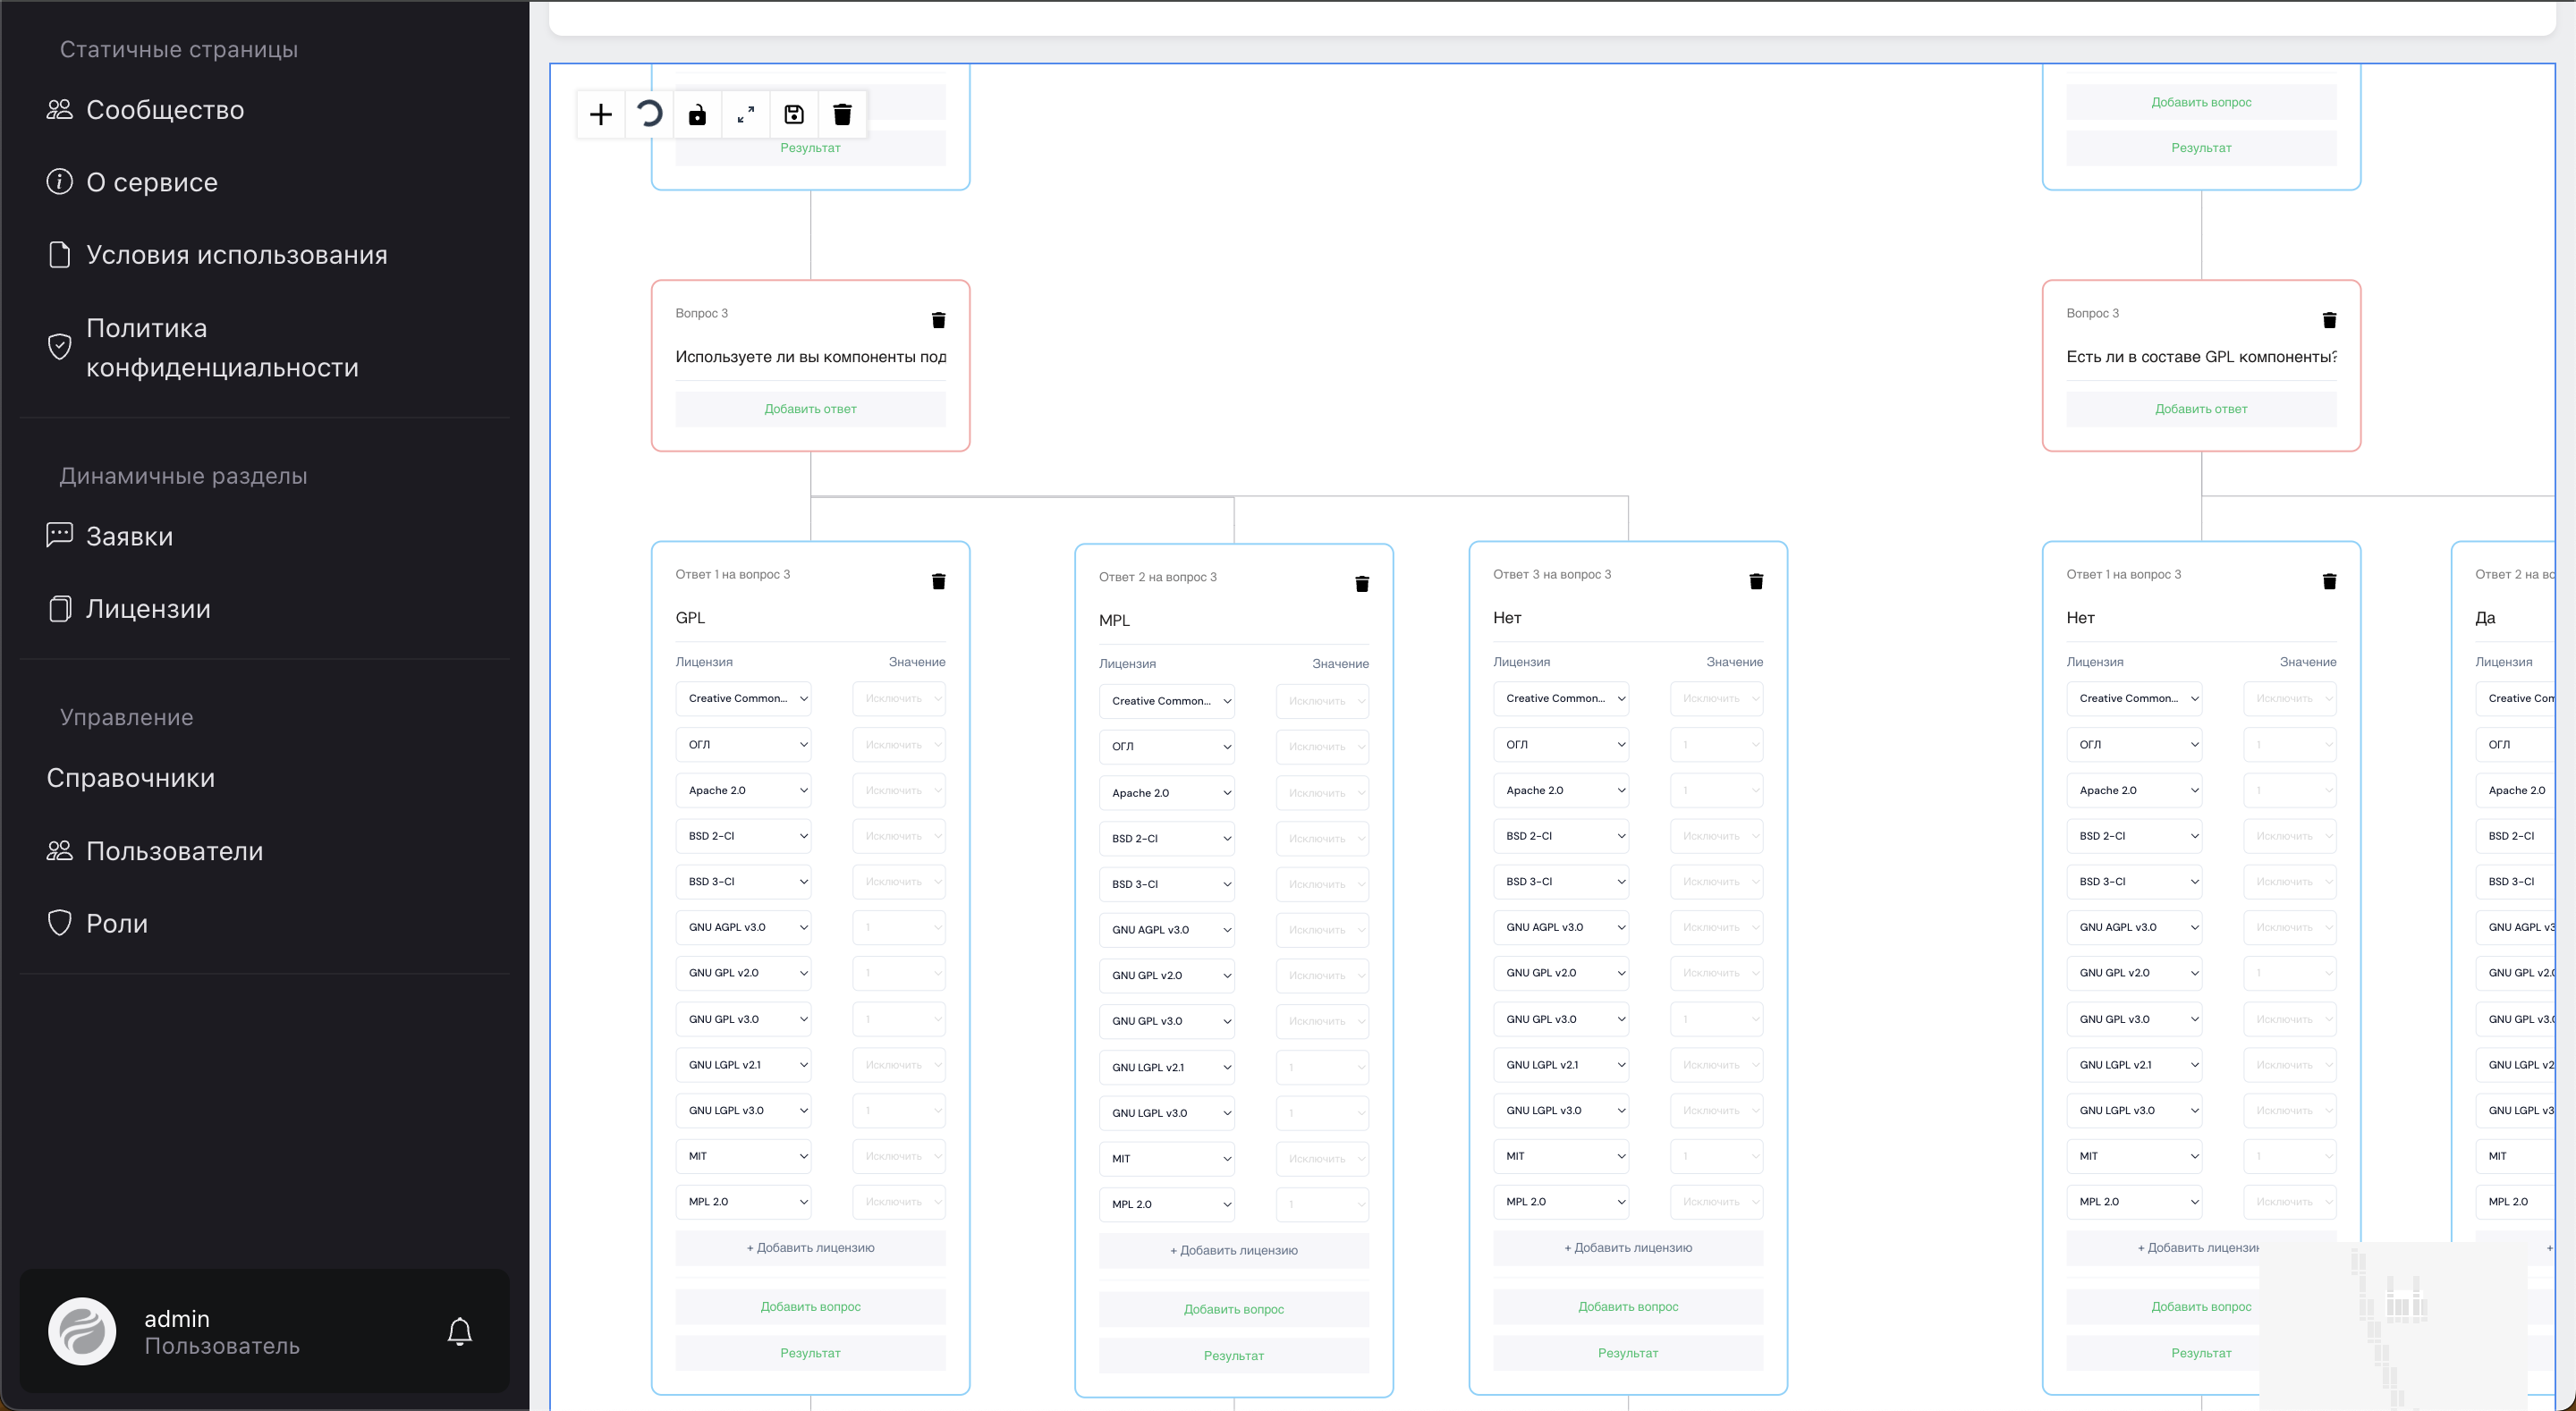 Статичные страницы
Сообщество
О сервисе
Условия использования
Политика
конфиденциальности
Динамичные разделы
Заявки
Лицензии
Управление
Справочники
Пользователи
Роли
admin
Пользователь
Результат
Добавить вопрос
Результат
Вопрос 3
Используете ли вы компоненты под
Добавить ответ
Вопрос 3
Есть ли в составе GPL компоненты?
Добавить ответ
Ответ 1 на вопрос 3
GPL
Лицензия Значение
Creative Common... Исключить
ОГЛ Исключить
Apache 2.0 Исключить
BSD 2-Cl Исключить
BSD 3-Cl Исключить
GNU AGPL v3.0 1
GNU GPL v2.0 1
GNU GPL v3.0 1
GNU LGPL v2.1 Исключить
GNU LGPL v3.0 1
MIT Исключить
MPL 2.0 Исключить
+ Добавить лицензию
Добавить вопрос
Результат
Ответ 2 на вопрос 3
MPL
Лицензия Значение
Creative Common... Исключить
ОГЛ Исключить
Apache 2.0 Исключить
BSD 2-Cl Исключить
BSD 3-Cl Исключить
GNU AGPL v3.0 Исключить
GNU GPL v2.0 Исключить
GNU GPL v3.0 Исключить
GNU LGPL v2.1 1
GNU LGPL v3.0 1
MIT Исключить
MPL 2.0 1
+ Добавить лицензию
Добавить вопрос
Результат
Ответ 3 на вопрос 3
Нет
Лицензия Значение
Creative Common... Исключить
ОГЛ 1
Apache 2.0 1
BSD 2-Cl Исключить
BSD 3-Cl Исключить
GNU AGPL v3.0 Исключить
GNU GPL v2.0 Исключить
GNU GPL v3.0 1
GNU LGPL v2.1 Исключить
GNU LGPL v3.0 Исключить
MIT 1
MPL 2.0 Исключить
+ Добавить лицензию
Добавить вопрос
Результат
Ответ 1 на вопрос 3
Нет
Лицензия Значение
Creative Common... Исключить
ОГЛ 1
Apache 2.0 1
BSD 2-Cl Исключить
BSD 3-Cl Исключить
GNU AGPL v3.0 Исключить
GNU GPL v2.0 1
GNU GPL v3.0 Исключить
GNU LGPL v2.1 Исключить
GNU LGPL v3.0 Исключить
MIT 1
MPL 2.0 Исключить
+ Добавить лицензи
Добавить вопрос
Результат
Ответ 2 на во
Да
Лицензия
Creative Com
ОГЛ
Apache 2.0
BSD 2-Cl
BSD 3-Cl
GNU AGPL v3
GNU GPL v2.0
GNU GPL v3.0
GNU LGPL v2
GNU LGPL v3
MIT
MPL 2.0
+